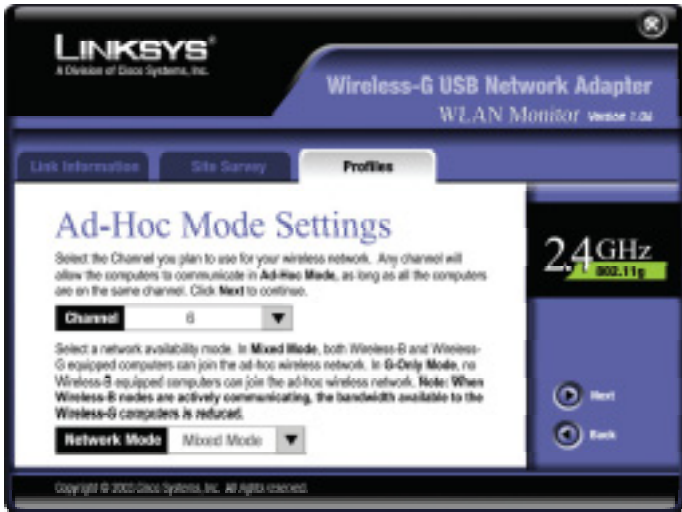 LINKSYS®
A Division of Cisco Systems, Inc.
Wireless-G USB Network Adapter
WLAN Monitor Version
Link Information
Site Survey
Profiles
Ad-Hoc Mode Settings
Select the Channel you plan to use for your wireless network. Any channel will
allow the computers to communicate in Ad-Hoc Mode, as long as all the computers
are on the same channel. Click Next to continue.
Channel 6
Select a network availability mode. In Mixed Mode, both Wireless-B and Wireless-
G equipped computers can join the ad-hoc wireless network. In G-Only Mode, no
Wireless-B equipped computers can join the ad-hoc wireless network. Note: When
Wireless-B nodes are actively communicating, the bandwidth available to the
Wireless-G computers is reduced.
Network Mode Mixed Mode
2.4GHz
802.11g
Next
Back
Copyright © 2003 Cisco Systems, Inc. All rights reserved.